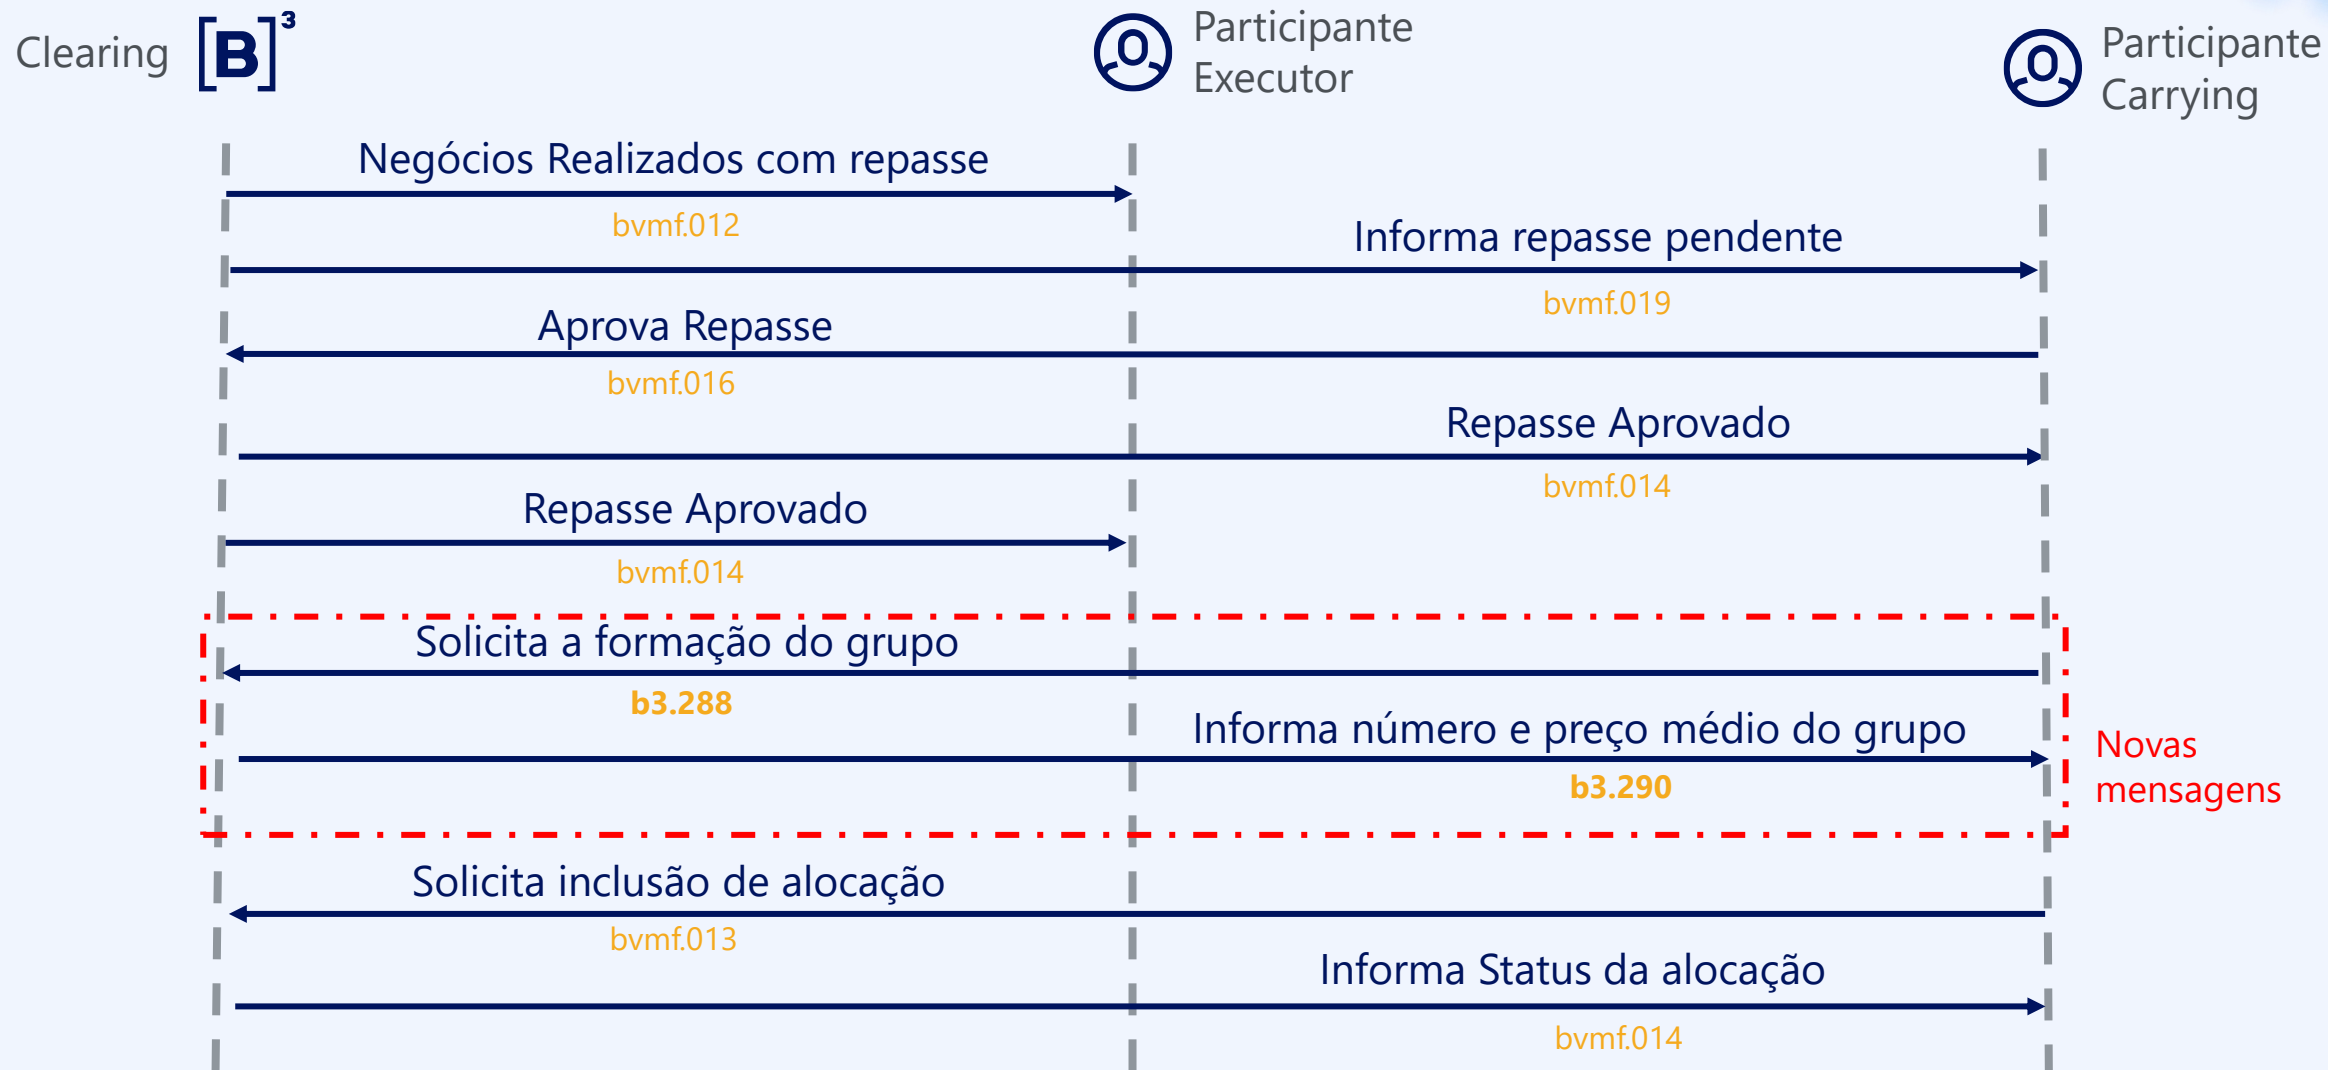 Clearing
[B]³
Participante
Executor
Participante
Carrying
Negócios Realizados com repasse
bvmf.012
Informa repasse pendente
bvmf.019
Aprova Repasse
bvmf.016
Repasse Aprovado
bvmf.014
Repasse Aprovado
bvmf.014
Solicita a formação do grupo
b3.288
Informa número e preço médio do grupo
b3.290
Novas
mensagens
Solicita inclusão de alocação
bvmf.013
Informa Status da alocação
bvmf.014